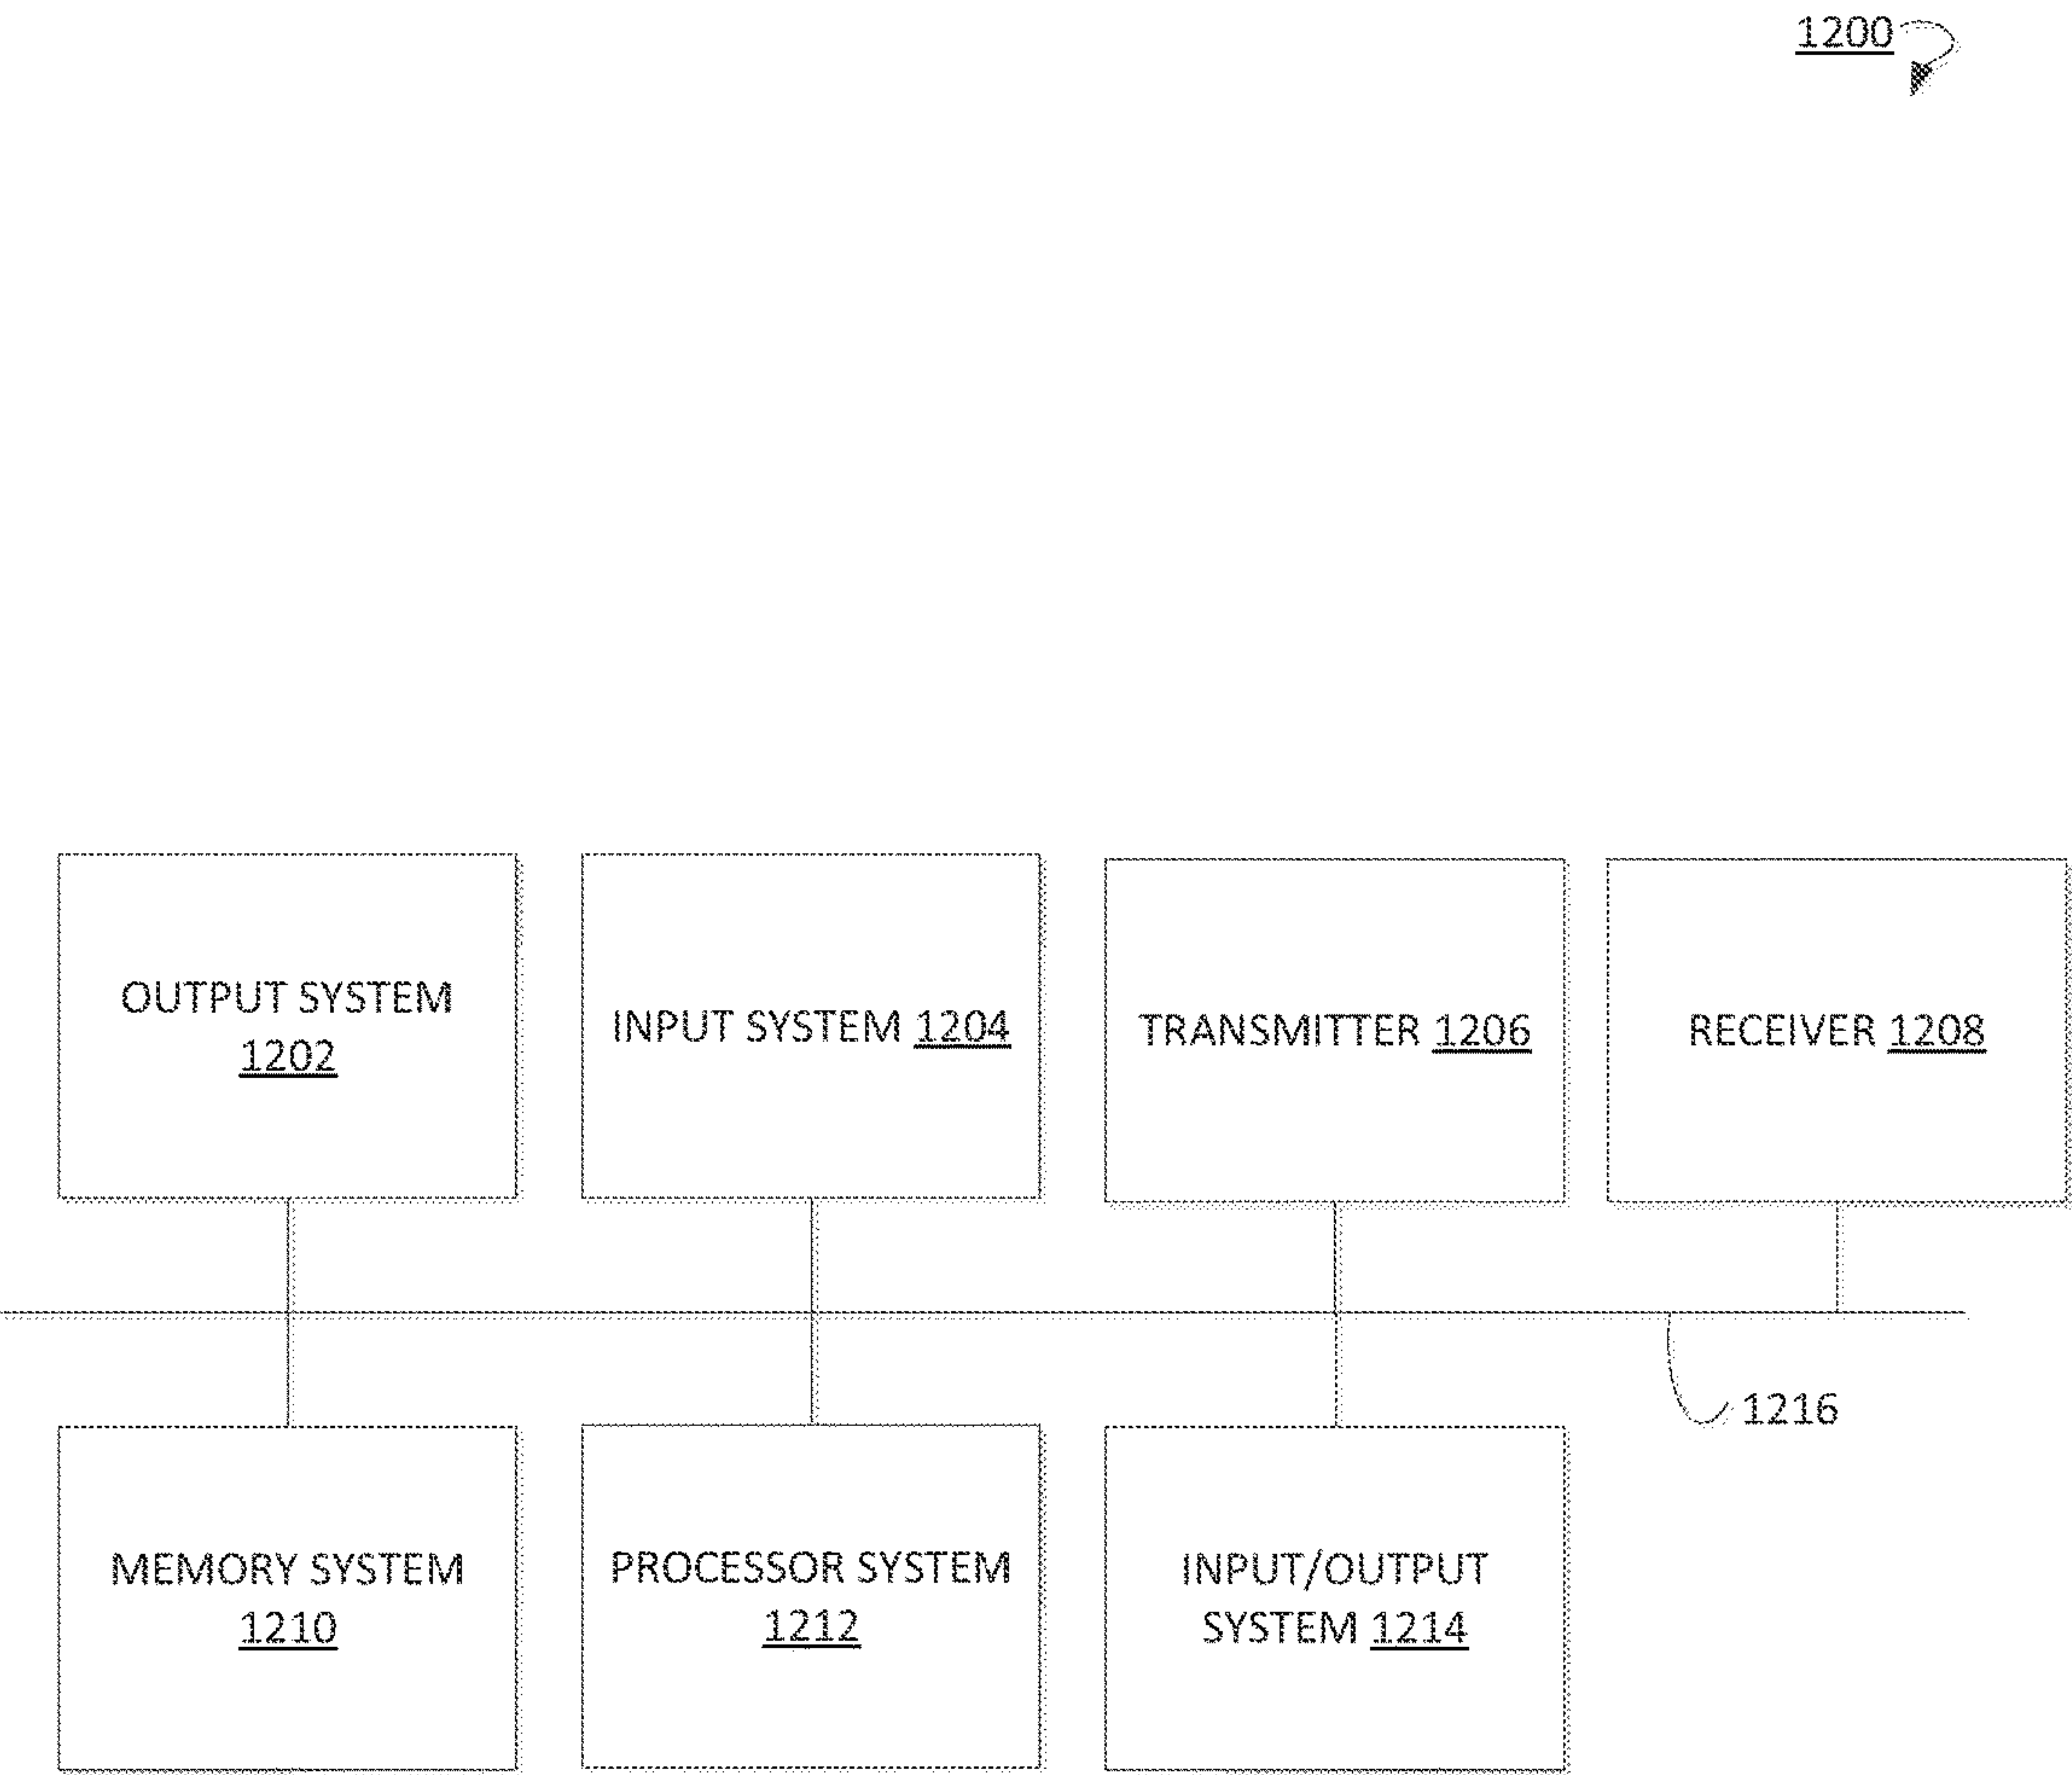 1200
OUTPUT SYSTEM
1202
INPUT SYSTEM 1204
TRANSMITTER 1206
RECEIVER 1208
1216
MEMORY SYSTEM
1210
PROCESSOR SYSTEM
1212
INPUT/OUTPUT
SYSTEM 1214